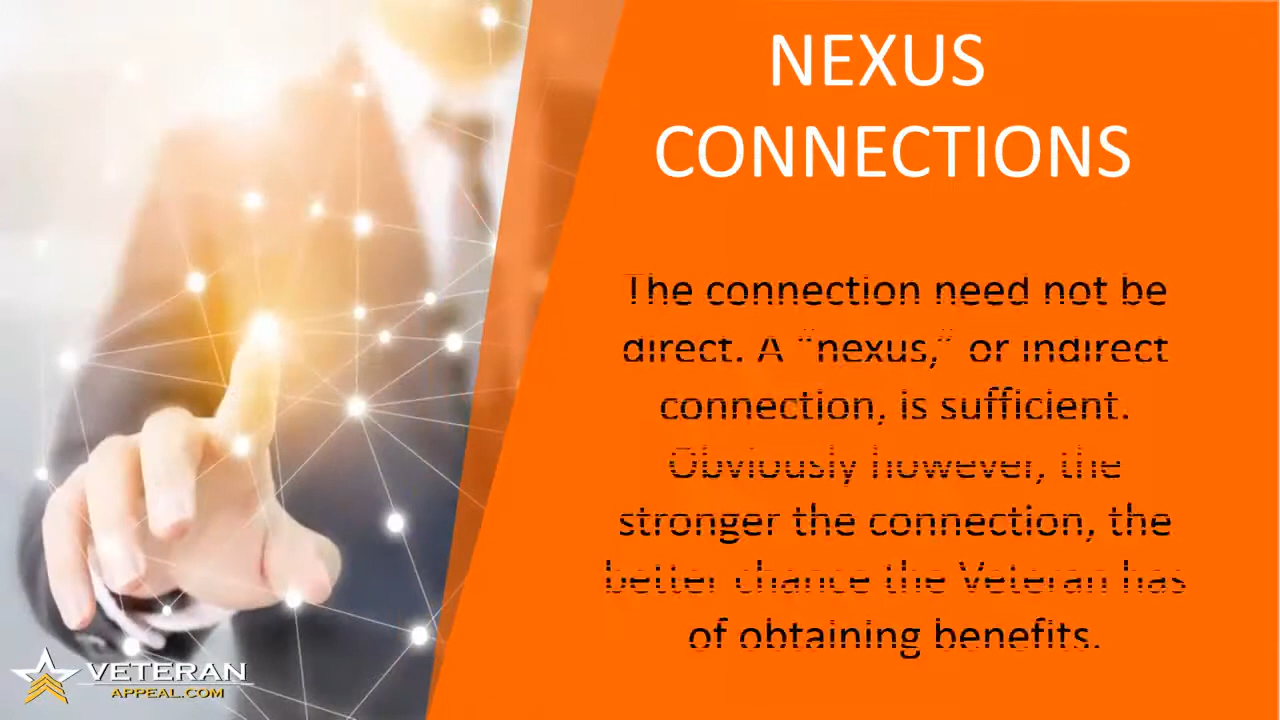 NEXUS
CONNECTIONS
The connection need not be
direct. A “nexus,” or indirect
connection, is sufficient.
Obviously however, the
stronger the connection, the
better chance the Veteran has
of obtaining benefits.
VETERAN
APPEAL.COM